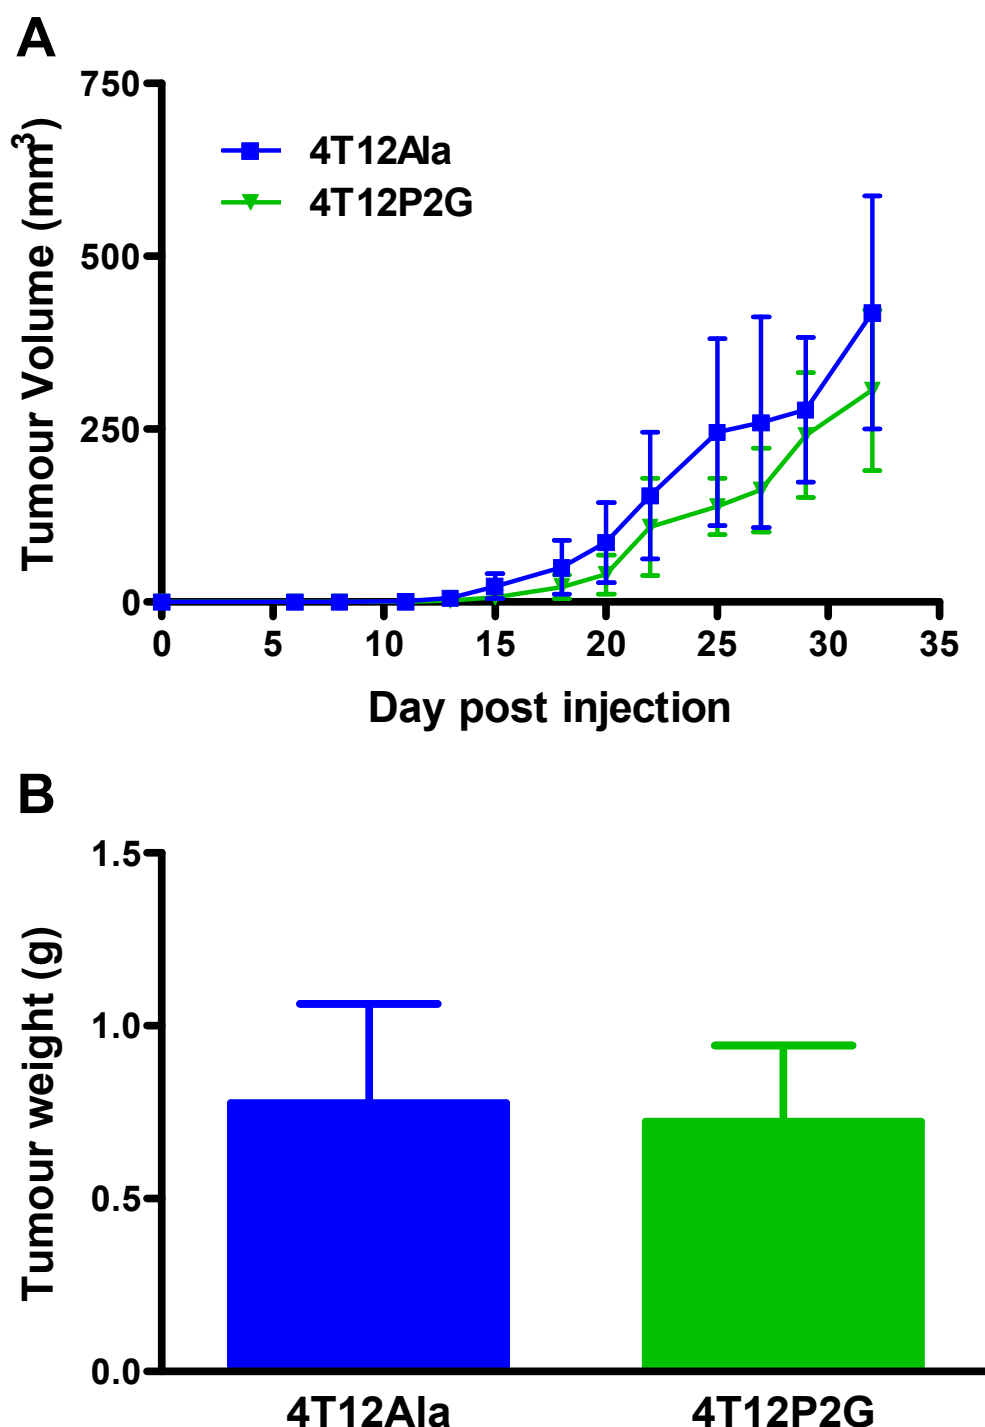 A
750
500
250
0
Tumour Volume (mm³)
4T12Ala
4T12P2G
0 5 10 15 20 25 30 35
Day post injection
B
1.5
1.0
0.5
0.0
Tumour weight (g)
4T12Ala 4T12P2G